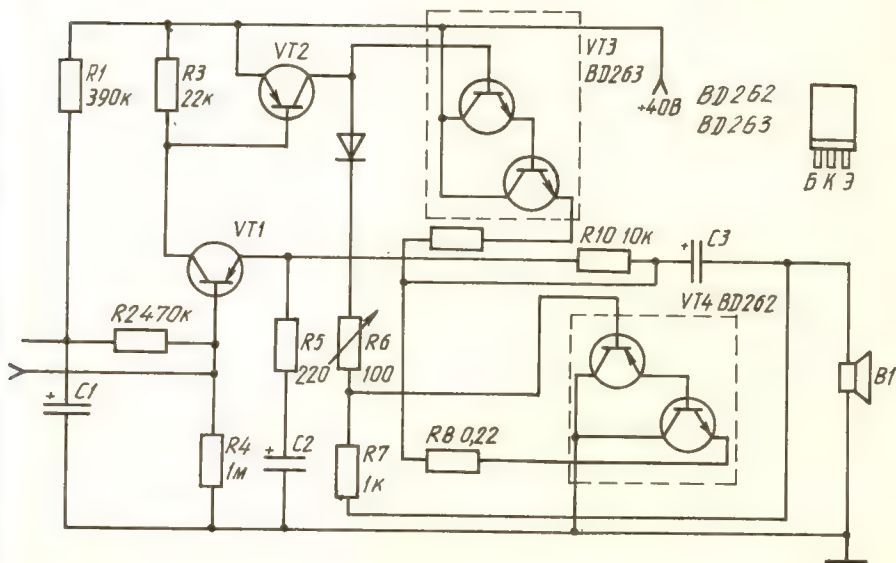 R1
390к
R3
22к
VT2
VT3
BD263
+40В
BD262
BD263
Б К Э
VT1
R10 10к
C3
R2 470к
VT4 BD262
R5
220
R6
100
C1
B1
R4
1м
C2
R7
1к
R8 0,22